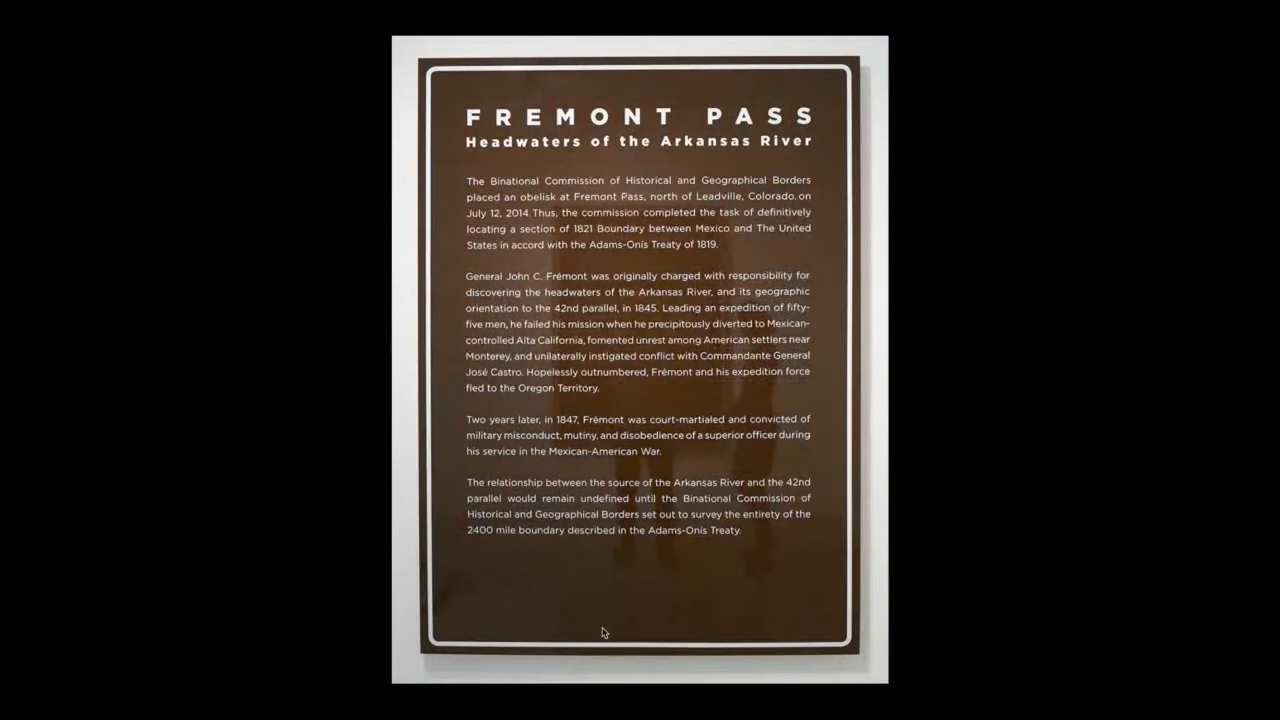 FREMONT PASS
Headwaters of the Arkansas River
The Binational Commission of Historical and Geographical Borders
placed an obelisk at Fremont Pass, north of Leadville, Colorado, on
July 12, 2014. Thus, the commission completed the task of definitively
locating a section of 1821 Boundary between Mexico and The United
States in accord with the Adams-Onís Treaty of 1819.
General John C. Frémont was originally charged with responsibility for
discovering the headwaters of the Arkansas River, and its geographic
orientation to the 42nd parallel, in 1845. Leading an expedition of fifty-
five men, he failed his mission when he precipitously diverted to Mexican-
controlled Alta California, fomented unrest among American settlers near
Monterey, and unilaterally instigated conflict with Commandante General
José Castro. Hopelessly outnumbered, Frémont and his expedition force
fled to the Oregon Territory.
Two years later, in 1847, Frémont was court-martialed and convicted of
military misconduct, mutiny, and disobedience of a superior officer during
his service in the Mexican-American War.
The relationship between the source of the Arkansas River and the 42nd
parallel would remain undefined until the Binational Commission of
Historical and Geographical Borders set out to survey the entirety of the
2400 mile boundary described in the Adams-Onís Treaty.